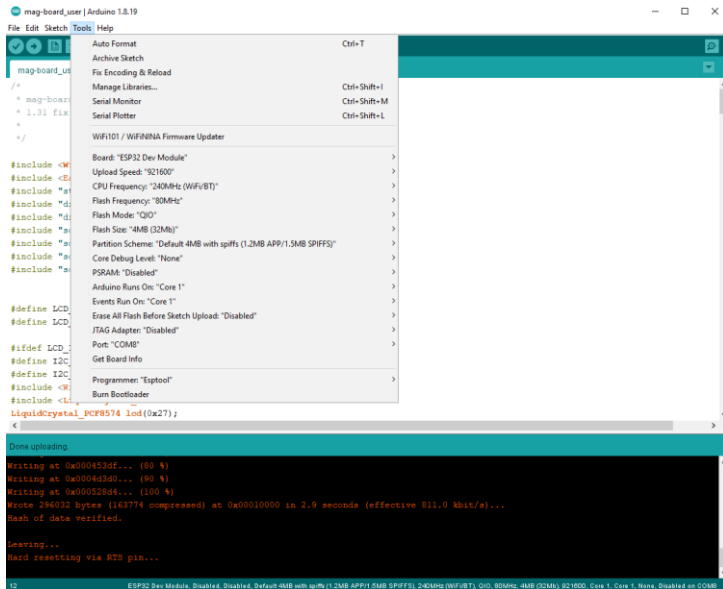 mag-board_user | Arduino 1.8.19
File Edit Sketch Tools Help
mag-board_us
Auto Format Ctrl+T
Archive Sketch
Fix Encoding & Reload
Manage Libraries... Ctrl+Shift+I
Serial Monitor Ctrl+Shift+M
Serial Plotter Ctrl+Shift+L
WiFi101 / WiFiNINA Firmware Updater
Board: "ESP32 Dev Module"
Upload Speed: "921600"
CPU Frequency: "240MHz (WiFi/BT)"
Flash Frequency: "80MHz"
Flash Mode: "QIO"
Flash Size: "4MB (32Mb)"
Partition Scheme: "Default 4MB with spiffs (1.2MB APP/1.5MB SPIFFS)"
Core Debug Level: "None"
PSRAM: "Disabled"
Arduino Runs On: "Core 1"
Events Run On: "Core 1"
Erase All Flash Before Sketch Upload: "Disabled"
JTAG Adapter: "Disabled"
Port: "COM8"
Get Board Info
Programmer: "Esptool"
Burn Bootloader
/*
* mag-boar
* 1.31 fix
*
*/
#include <W
#include <E
#include "st
#include "d
#include "d
#include "s
#include "s
#include "s
#include "s
#define LCD_
#define LCD_
#ifdef LCD_
#define I2C_
#define I2C_
#include <W
#include <L
LiquidCrystal_PCF8574 lcd(0x27);
Done uploading.
Writing at 0x000453df... (80 %)
Writing at 0x0004d3d0... (90 %)
Writing at 0x000528d4... (100 %)
Wrote 296032 bytes (163774 compressed) at 0x00010000 in 2.9 seconds (effective 811.0 kbit/s)...
Hash of data verified.
Leaving...
Hard resetting via RTS pin...
12 ESP32 Dev Module, Disabled, Disabled, Default 4MB with spiffs (1.2MB APP/1.5MB SPIFFS), 240MHz (WiFi/BT), QIO, 80MHz, 4MB (32Mb), 921600, Core 1, Core 1, None, Disabled on COM8